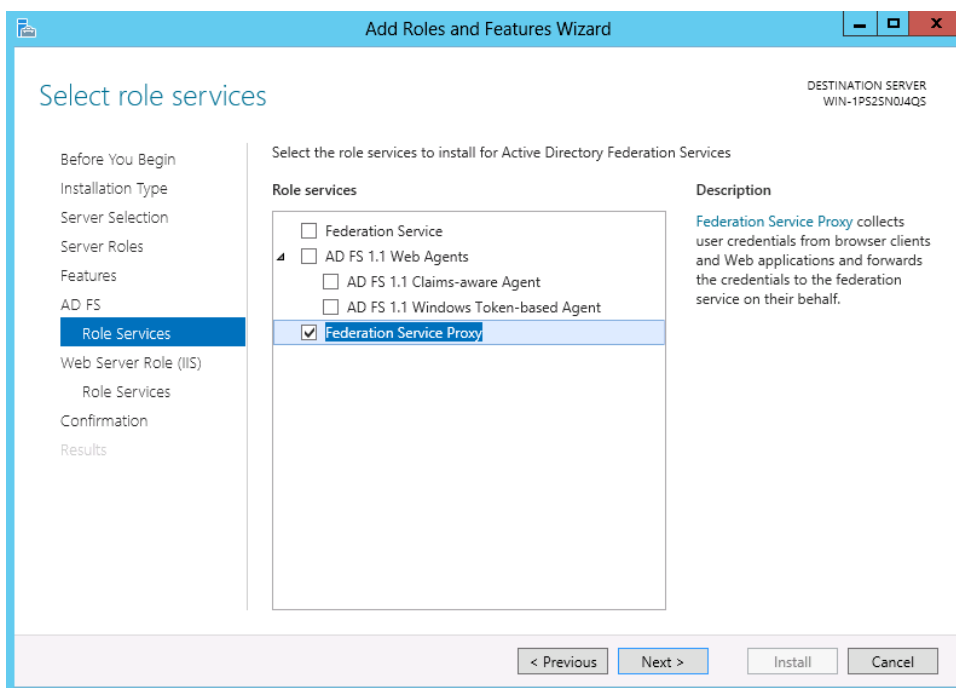 Add Roles and Features Wizard
Select role services
DESTINATION SERVER
WIN-1PS2SN0J4QS
Before You Begin
Installation Type
Server Selection
Server Roles
Features
AD FS
Role Services
Web Server Role (IIS)
Role Services
Confirmation
Results
Select the role services to install for Active Directory Federation Services
Role services
Federation Service
AD FS 1.1 Web Agents
AD FS 1.1 Claims-aware Agent
AD FS 1.1 Windows Token-based Agent
Federation Service Proxy
Description
Federation Service Proxy collects
user credentials from browser clients
and Web applications and forwards
the credentials to the federation
service on their behalf.
< Previous
Next >
Install
Cancel